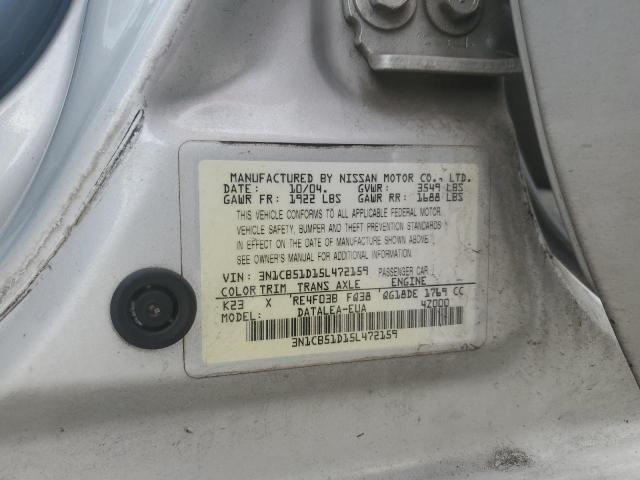 MANUFACTURED BY NISSAN MOTOR CO., LTD.
DATE: 10/04. GVWR: 3549 LBS
GAWR FR: 1922 LBS GAWR RR: 1688 LBS
THIS VEHICLE CONFORMS TO ALL APPLICABLE FEDERAL MOTOR
VEHICLE SAFETY, BUMPER AND THEFT PREVENTION STANDARDS
IN EFFECT ON THE DATE OF MANUFACTURE SHOWN ABOVE.
SEE OWNER'S MANUAL FOR ADDITIONAL INFORMATION.
VIN: 3N1CB51D15L472159 PASSENGER CAR
COLOR TRIM TRANS AXLE ENGINE
K23 X RE4F03B FQ38 QG18DE 1769 CC
MODEL: DATALEA-EUA 4Z000
3N1CB51D15L472159